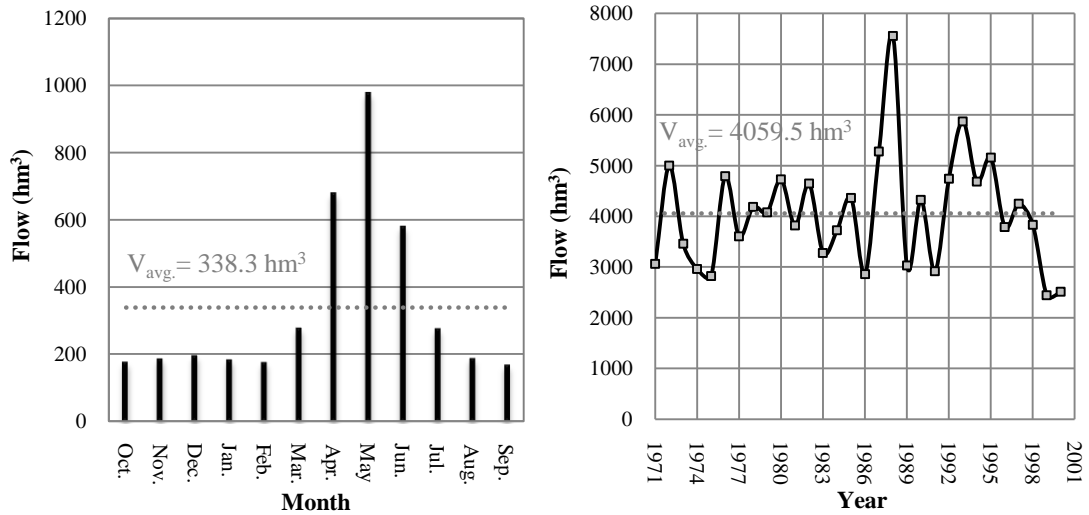 1200
1000
800
600
400
200
0
Flow (hm³)
V_avg.= 338.3 hm³
Oct.
Nov.
Dec.
Jan.
Feb.
Mar.
Apr.
May
Jun.
Jul.
Aug.
Sep.
Month
8000
7000
6000
5000
4000
3000
2000
1000
0
Flow (hm³)
V_avg.= 4059.5 hm³
1971
1974
1977
1980
1983
1986
1989
1992
1995
1998
2001
Year